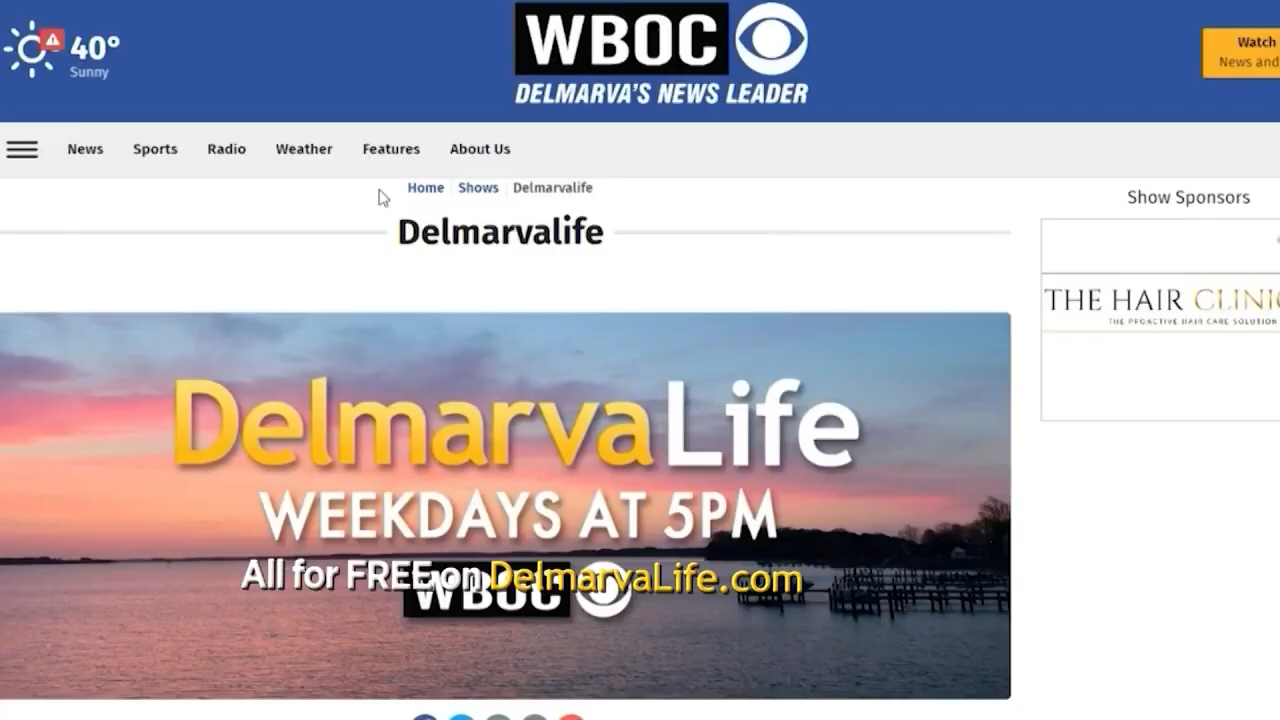 40°
Sunny
WBOC
DELMARVA'S NEWS LEADER
Watch
News and
News Sports Radio Weather Features About Us
Home Shows Delmarvalife
Delmarvalife
Show Sponsors
THE HAIR CLINIC
THE PROACTIVE HAIR CARE SOLUTION
DelmarvaLife
WEEKDAYS AT 5PM
All for FREE on DelmarvaLife.com
WBOC